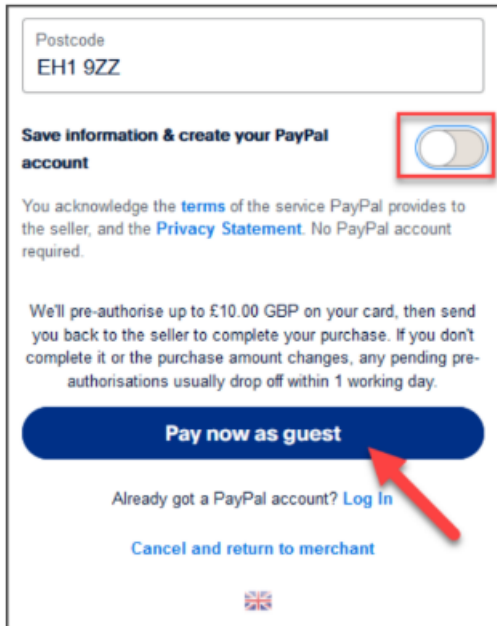 Postcode
EH1 9ZZ
Save information & create your PayPal
account
You acknowledge the terms of the service PayPal provides to
the seller, and the Privacy Statement. No PayPal account
required.
We'll pre-authorise up to £10.00 GBP on your card, then send
you back to the seller to complete your purchase. If you don't
complete it or the purchase amount changes, any pending pre-
authorisations usually drop off within 1 working day.
Pay now as guest
Already got a PayPal account? Log In
Cancel and return to merchant